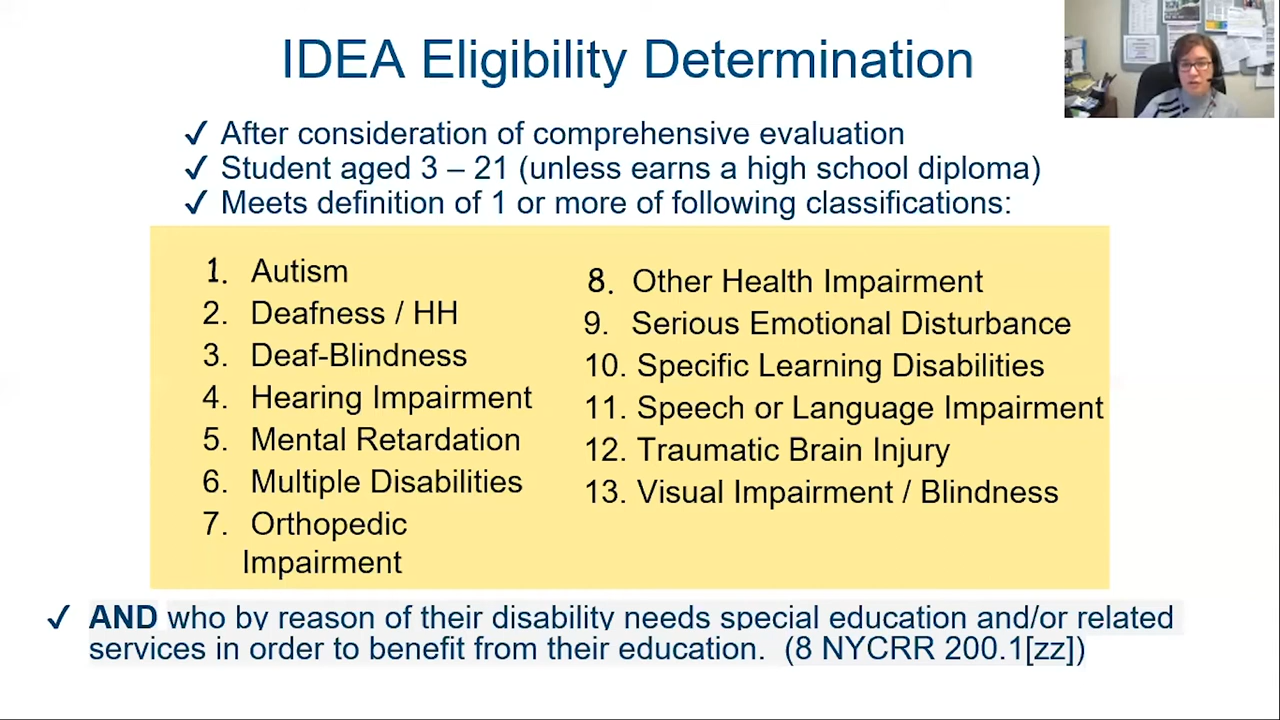 IDEA Eligibility Determination
✓ After consideration of comprehensive evaluation
✓ Student aged 3 – 21 (unless earns a high school diploma)
✓ Meets definition of 1 or more of following classifications:
1. Autism
2. Deafness / HH
3. Deaf-Blindness
4. Hearing Impairment
5. Mental Retardation
6. Multiple Disabilities
7. Orthopedic
Impairment
8. Other Health Impairment
9. Serious Emotional Disturbance
10. Specific Learning Disabilities
11. Speech or Language Impairment
12. Traumatic Brain Injury
13. Visual Impairment / Blindness
✓ AND who by reason of their disability needs special education and/or related
services in order to benefit from their education. (8 NYCRR 200.1[zz])